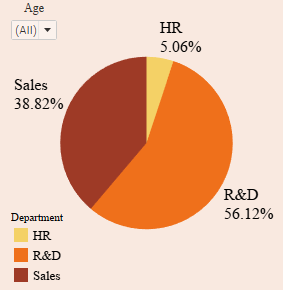 Age
(All)
HR
5.06%
Sales
38.82%
R&D
56.12%
Department
HR
R&D
Sales